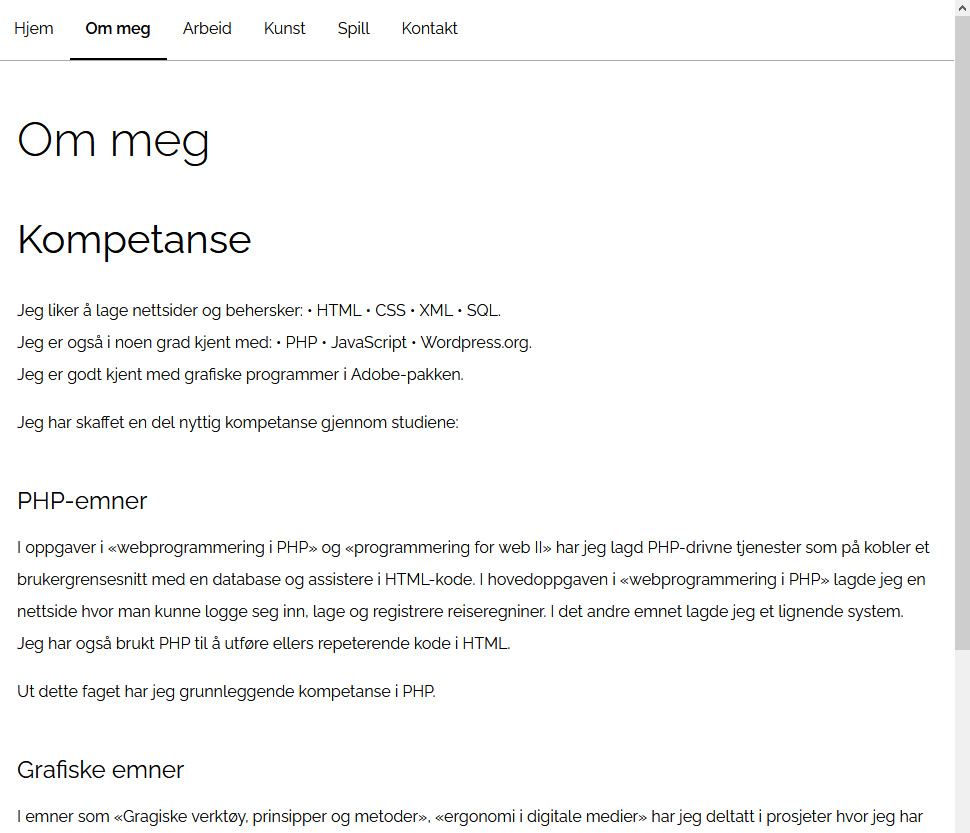 Hjem Om meg Arbeid Kunst Spill Kontakt
Om meg
Kompetanse
Jeg liker å lage nettsider og behersker: • HTML • CSS • XML • SQL.
Jeg er også i noen grad kjent med: • PHP • JavaScript • Wordpress.org.
Jeg er godt kjent med grafiske programmer i Adobe-pakken.
Jeg har skaffet en del nyttig kompetanse gjennom studiene:
PHP-emner
I oppgaver i «webprogrammering i PHP» og «programmering for web II» har jeg lagd PHP-drivne tjenester som på kobler et
brukergrensesnitt med en database og assistere i HTML-kode. I hovedoppgaven i «webprogrammering i PHP» lagde jeg en
nettside hvor man kunne logge seg inn, lage og registrere reiseregniner. I det andre emnet lagde jeg et lignende system.
Jeg har også brukt PHP til å utføre ellers repeterende kode i HTML.
Ut dette faget har jeg grunnleggende kompetanse i PHP.
Grafiske emner
I emner som «Gragiske verktøy, prinsipper og metoder», «ergonomi i digitale medier» har jeg deltatt i prosjeter hvor jeg har